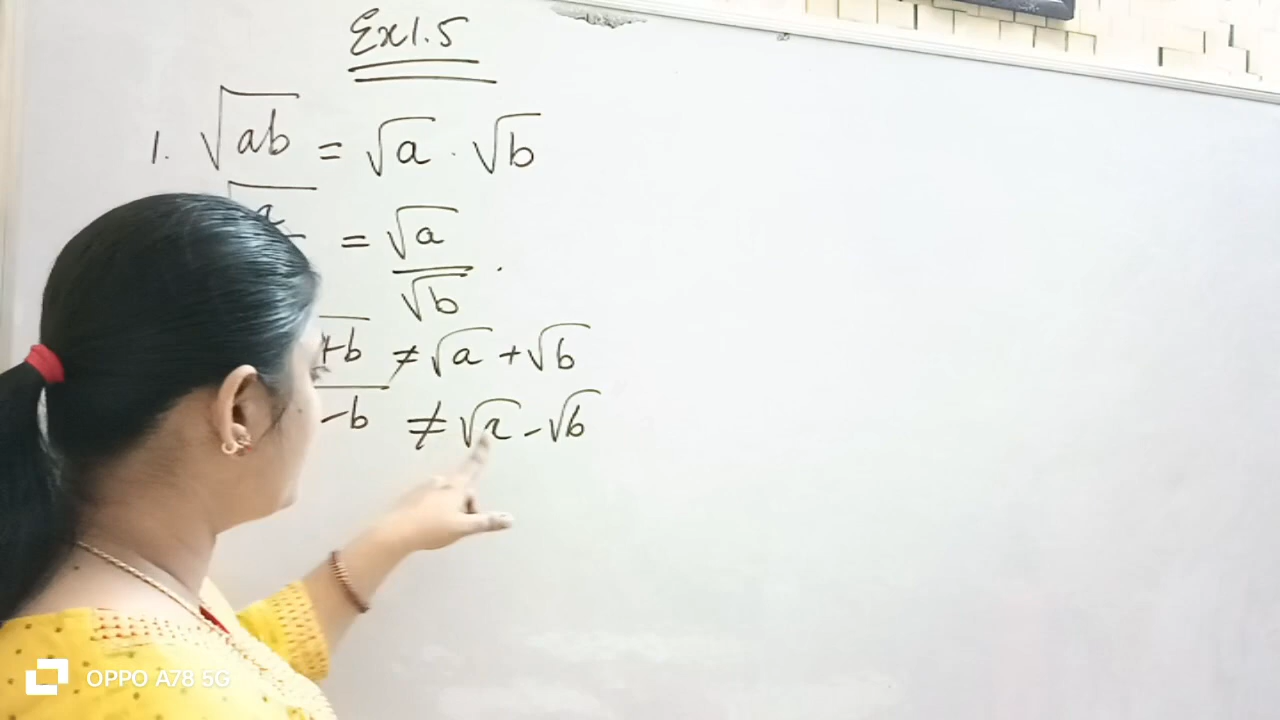 Ex1.5
1. √ab = √a . √b
a = √a/√b .
+b ≠ √a + √b
-b ≠ √a - √b
OPPO A78 5G